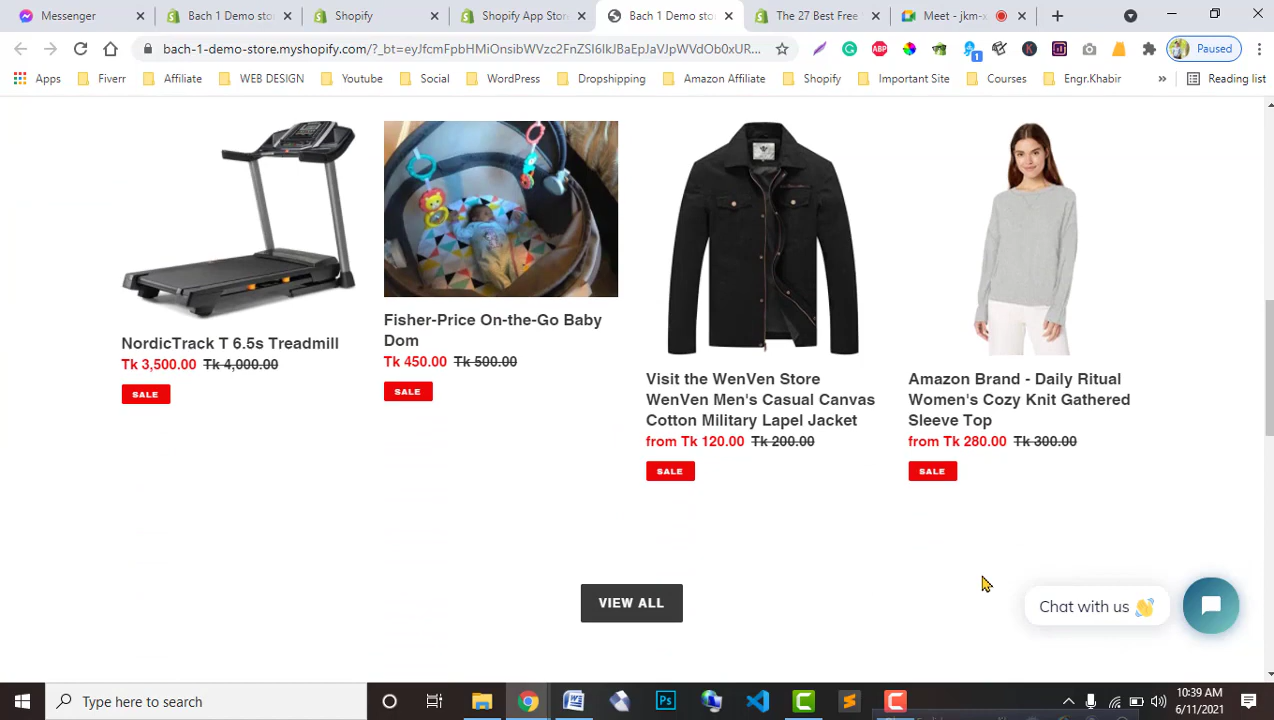 Messenger
Bach 1 demo sto
Shopify
Shopify App Store
Bach 1 demo sto
The 27 Best Free
Meet - jkm-x
bach-1-demo-store.myshopify.com/?_bt=eyJfcmFpbHMiOnsibWVzc2FnZSI6IkJBaEpJaVJpWVdOb0xUR...
Paused
Apps
Fiverr
Affiliate
WEB DESIGN
Youtube
Social
WordPress
Dropshipping
Amazon Affiliate
Shopify
Important Site
Courses
Engr.Khabir
Reading list
NordicTrack T 6.5s Treadmill
Tk 3,500.00 Tk 4,000.00
SALE
Fisher-Price On-the-Go Baby
Dom
Tk 450.00 Tk 500.00
SALE
Visit the WenVen Store
WenVen Men's Casual Canvas
Cotton Military Lapel Jacket
from Tk 120.00 Tk 200.00
SALE
Amazon Brand - Daily Ritual
Women's Cozy Knit Gathered
Sleeve Top
from Tk 280.00 Tk 300.00
SALE
VIEW ALL
Chat with us 👋
Type here to search
10:39 AM
6/11/2021